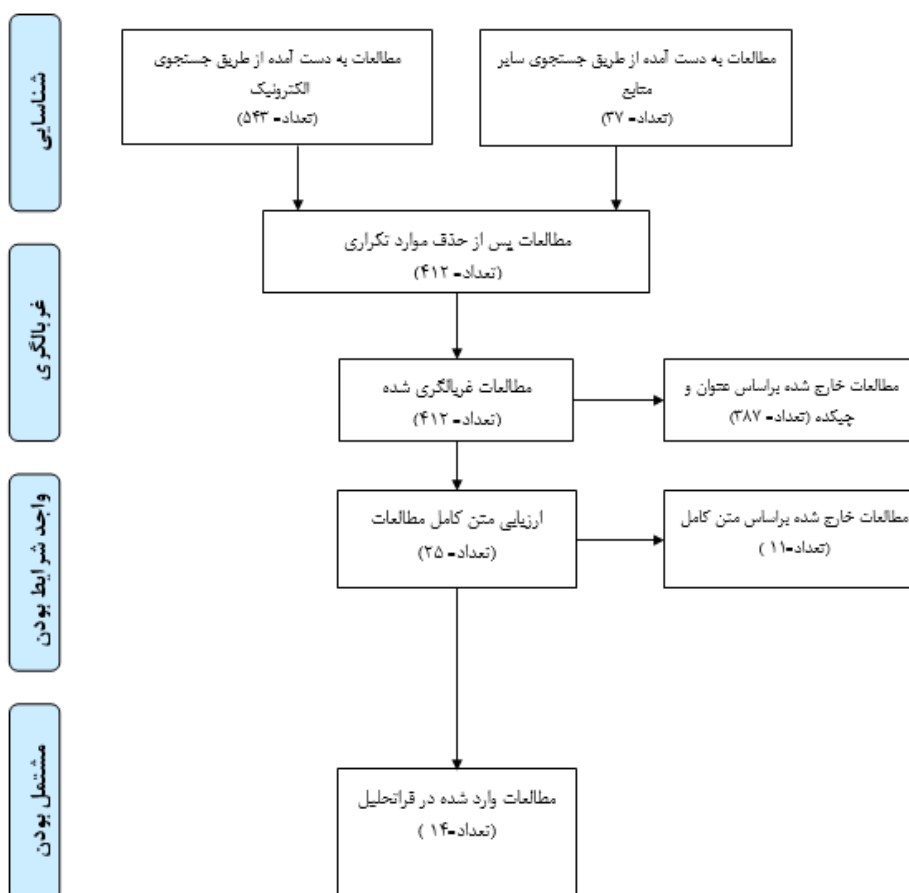 شناسایی
مطالعات به دست آمده از طریق جستجوی
الکترونیک
(تعداد= ۵۴۳)
مطالعات به دست آمده از طریق جستجوی سایر
منابع
(تعداد= ۳۷)
مطالعات پس از حذف موارد تکراری
(تعداد= ۴۱۲)
غربالگری
مطالعات غربالگری شده
(تعداد= ۴۱۲)
مطالعات خارج شده براساس عنوان و
چکیده (تعداد= ۳۸۷)
واجد شرایط بودن
ارزیابی متن کامل مطالعات
(تعداد= ۲۵)
مطالعات خارج شده براساس متن کامل
(تعداد=۱۱ )
مشتمل بودن
مطالعات وارد شده در فراتحلیل
(تعداد=۱۴ )